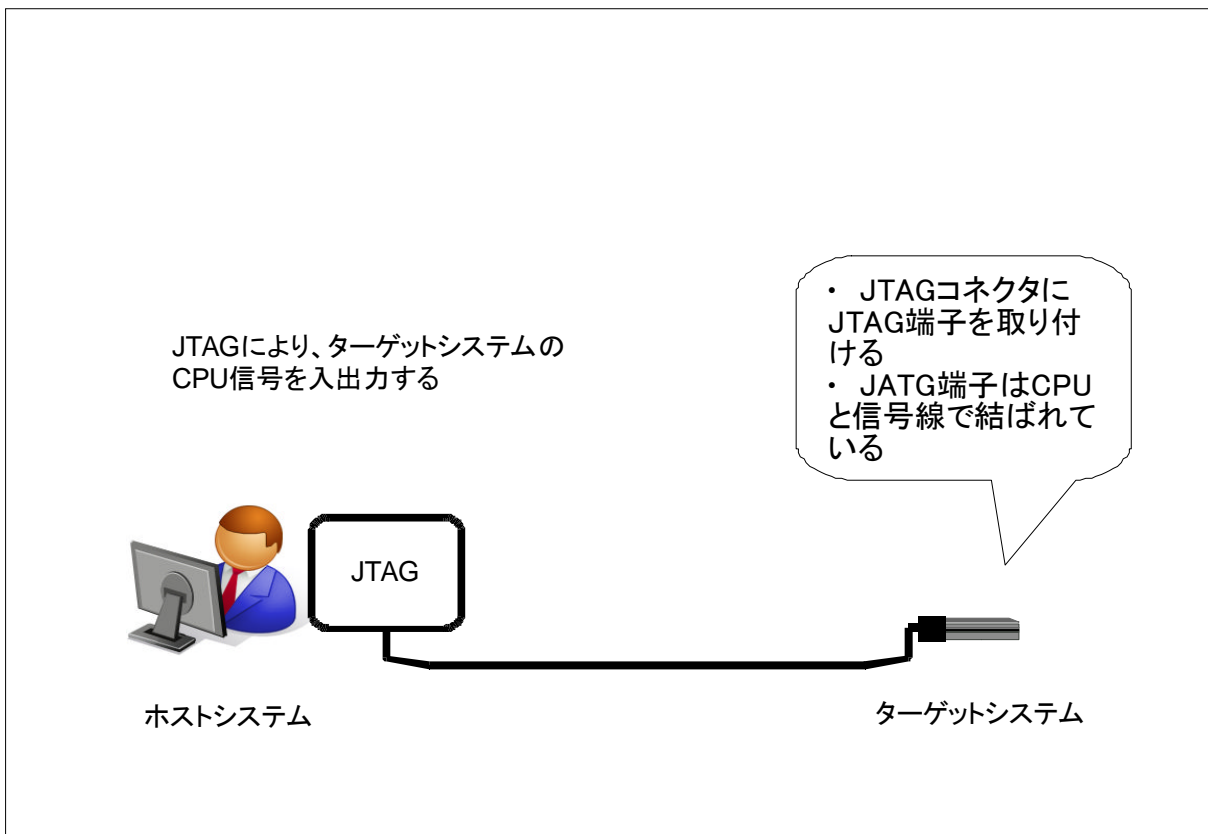 ・ JTAGコネクタに
JTAG端子を取り付
ける
・ JATG端子はCPU
と信号線で結ばれて
いる
JTAGにより、ターゲットシステムの
CPU信号を入出力する
JTAG
ホストシステム
ターゲットシステム